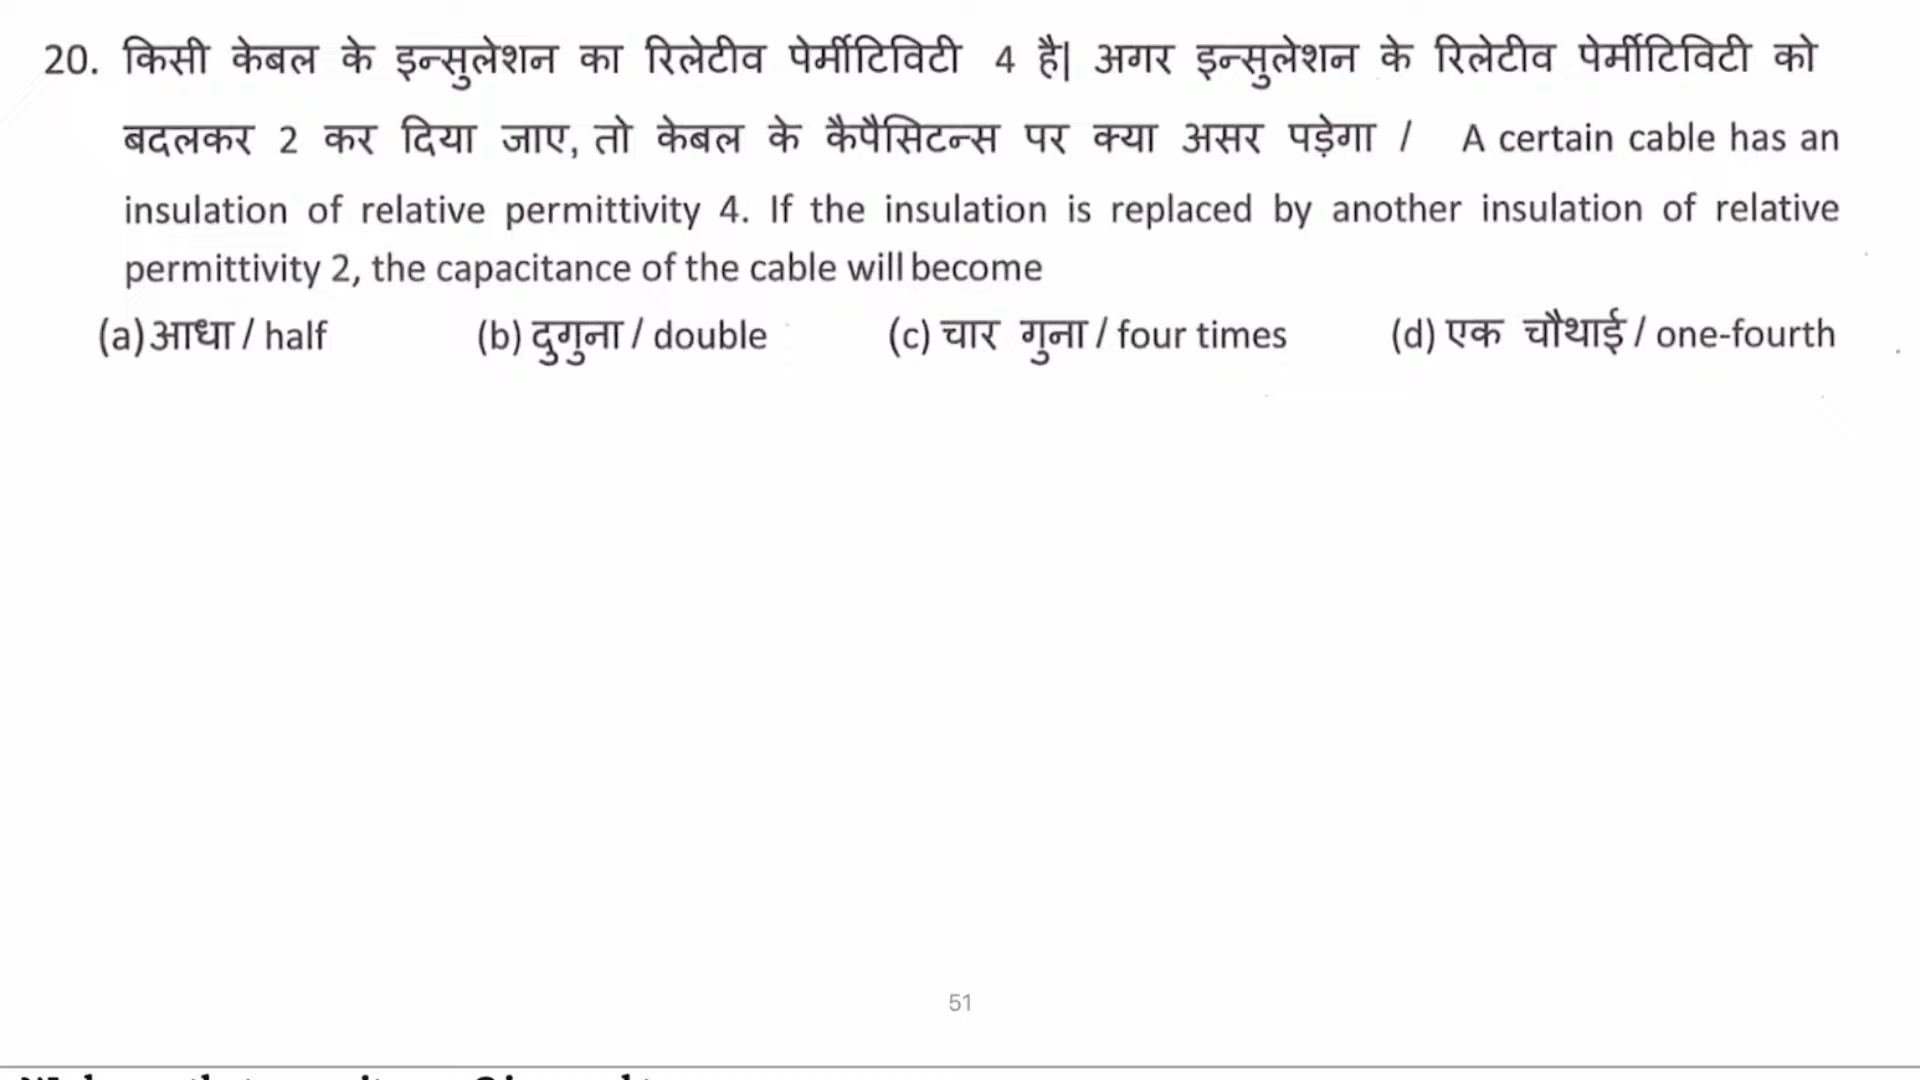 20. किसी केबल के इन्सुलेशन का रिलेटीव पेर्मीटिविटी 4 है| अगर इन्सुलेशन के रिलेटीव पेर्मीटिविटी को
बदलकर 2 कर दिया जाए, तो केबल के कैपैसिटन्स पर क्या असर पड़ेगा / A certain cable has an
insulation of relative permittivity 4. If the insulation is replaced by another insulation of relative
permittivity 2, the capacitance of the cable will become
(a) आधा / half (b) दुगुना / double (c) चार गुना / four times (d) एक चौथाई / one-fourth
51